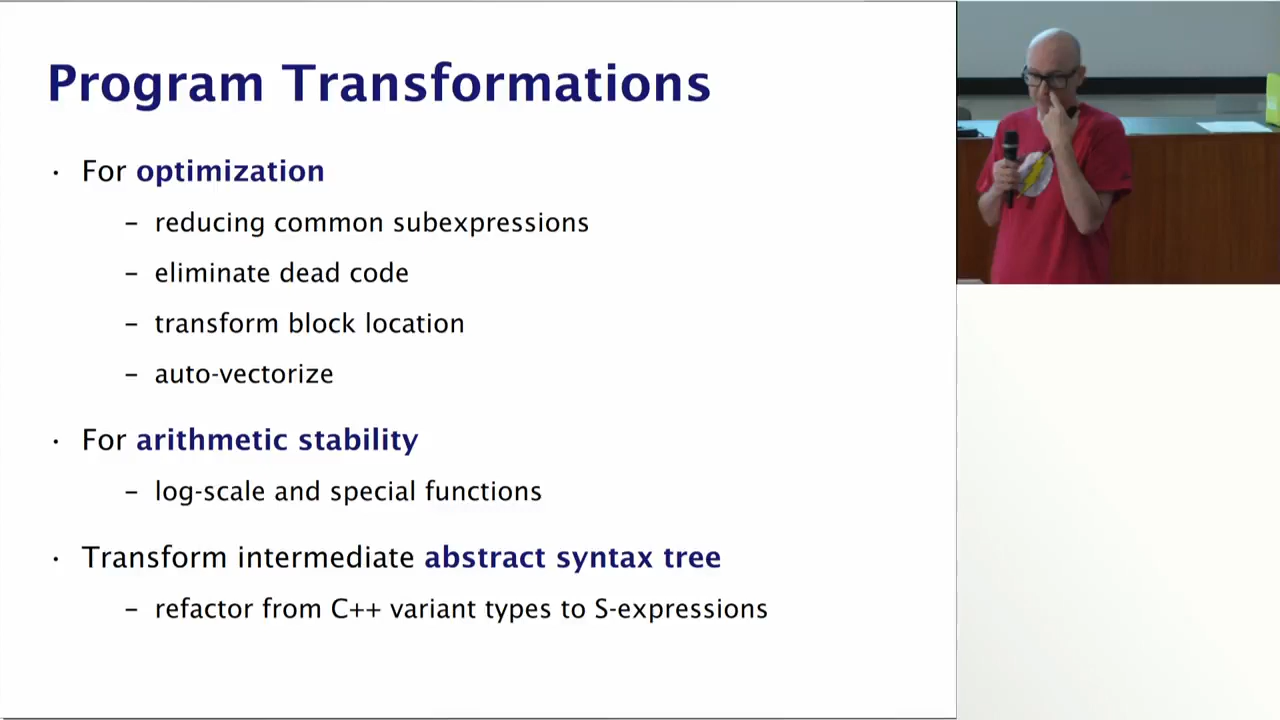 Program Transformations
· For optimization
– reducing common subexpressions
– eliminate dead code
– transform block location
– auto-vectorize
· For arithmetic stability
– log-scale and special functions
· Transform intermediate abstract syntax tree
– refactor from C++ variant types to S-expressions